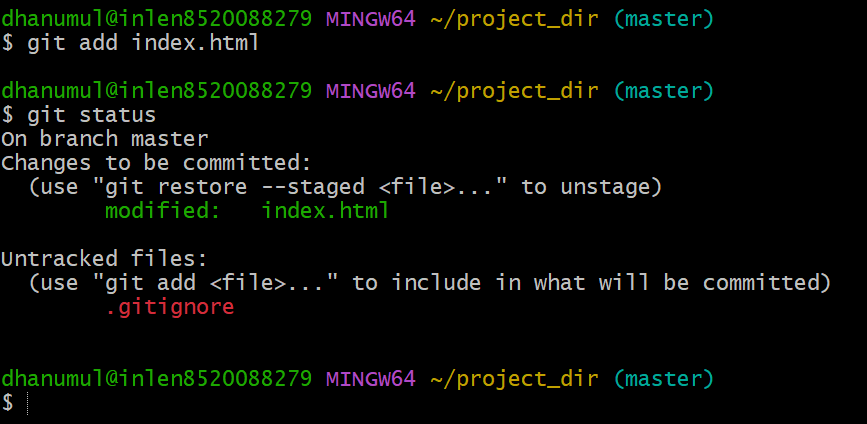 dhanumul@inlen8520088279 MINGW64 ~/project_dir (master)
$ git add index.html
dhanumul@inlen8520088279 MINGW64 ~/project_dir (master)
$ git status
On branch master
Changes to be committed:
  (use "git restore --staged <file>..." to unstage)
        modified:   index.html
Untracked files:
  (use "git add <file>..." to include in what will be committed)
        .gitignore
dhanumul@inlen8520088279 MINGW64 ~/project_dir (master)
$